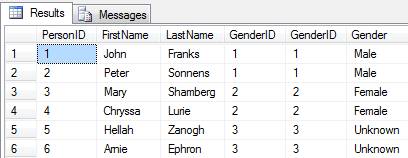 Results Messages
PersonID FirstName LastName GenderID GenderID Gender
1 1 John Franks 1 1 Male
2 2 Peter Sonnens 1 1 Male
3 3 Mary Shamberg 2 2 Female
4 4 Chryssa Lurie 2 2 Female
5 5 Hellah Zanogh 3 3 Unknown
6 6 Amie Ephron 3 3 Unknown